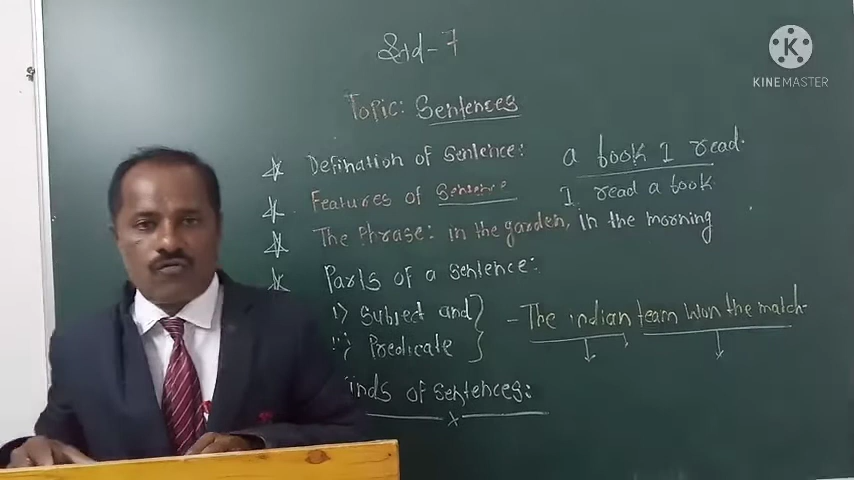 Std-7
Topic: Sentences
Defination of Sentence: a book I read.
Features of Sentence I read a book
The Phrase: in the garden, in the morning
Parts of a sentence:
i) Subject and
ii) Predicate
- The indian team won the match.
Kinds of sentences:
x
K
KINEMASTER